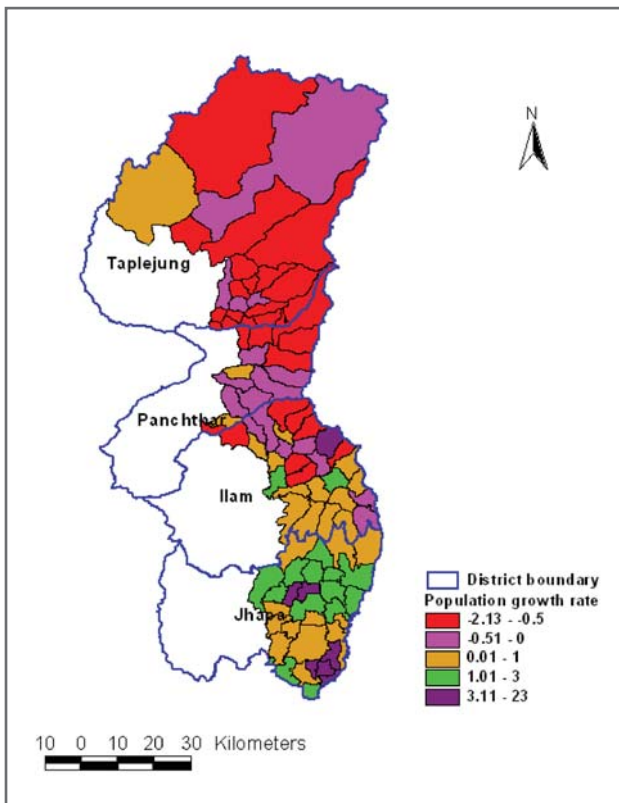 N
Taplejung
Panchthar
Ilam
Jhapa
District boundary
Population growth rate
-2.13 - -0.5
-0.51 - 0
0.01 - 1
1.01 - 3
3.11 - 23
10 0 10 20 30 Kilometers